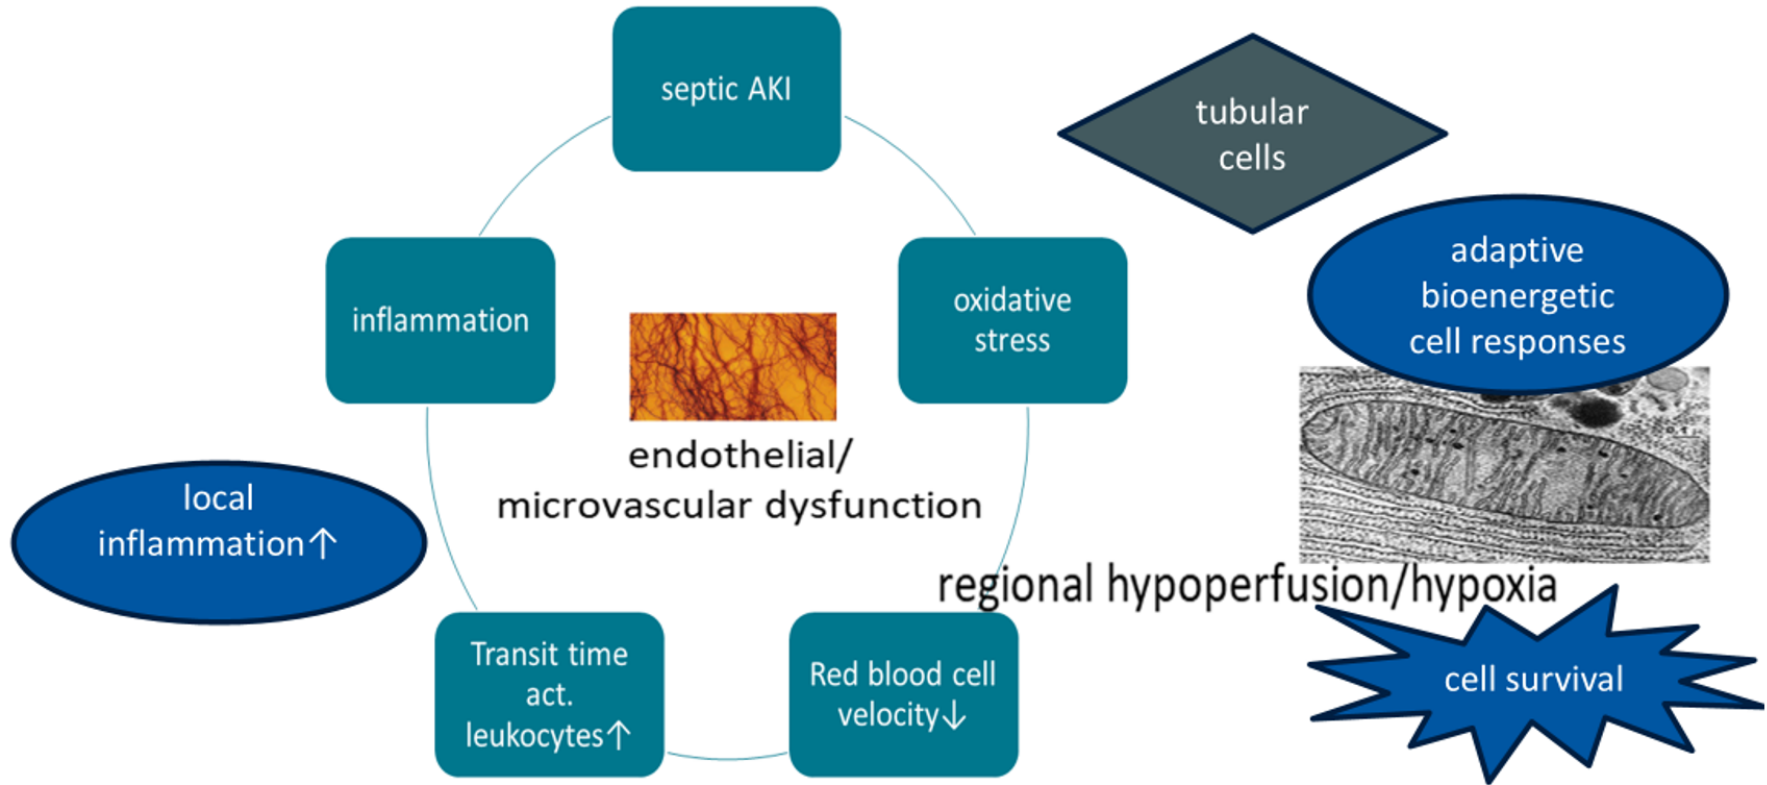 septic AKI
tubular
cells
adaptive
bioenergetic
cell responses
inflammation
oxidative
stress
endothelial/
microvascular dysfunction
local
inflammation↑
regional hypoperfusion/hypoxia
Transit time
act.
leukocytes↑
Red blood cell
velocity↓
cell survival